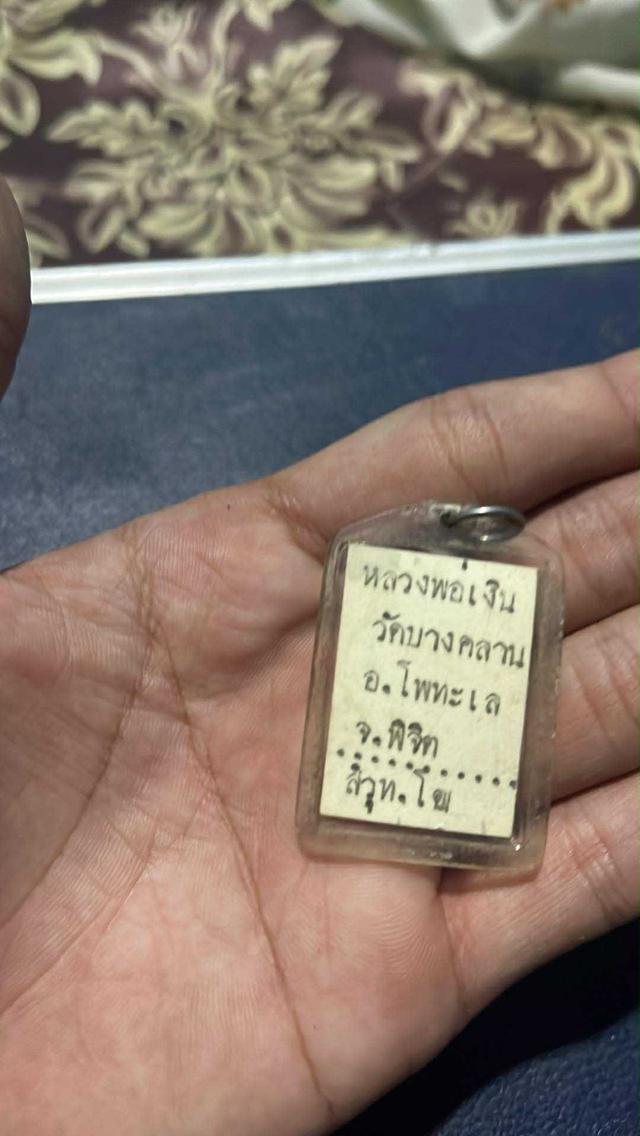 หลวงพ่อเงิน
วัดบางคลาน
อ.โพทะเล
จ.พิจิต